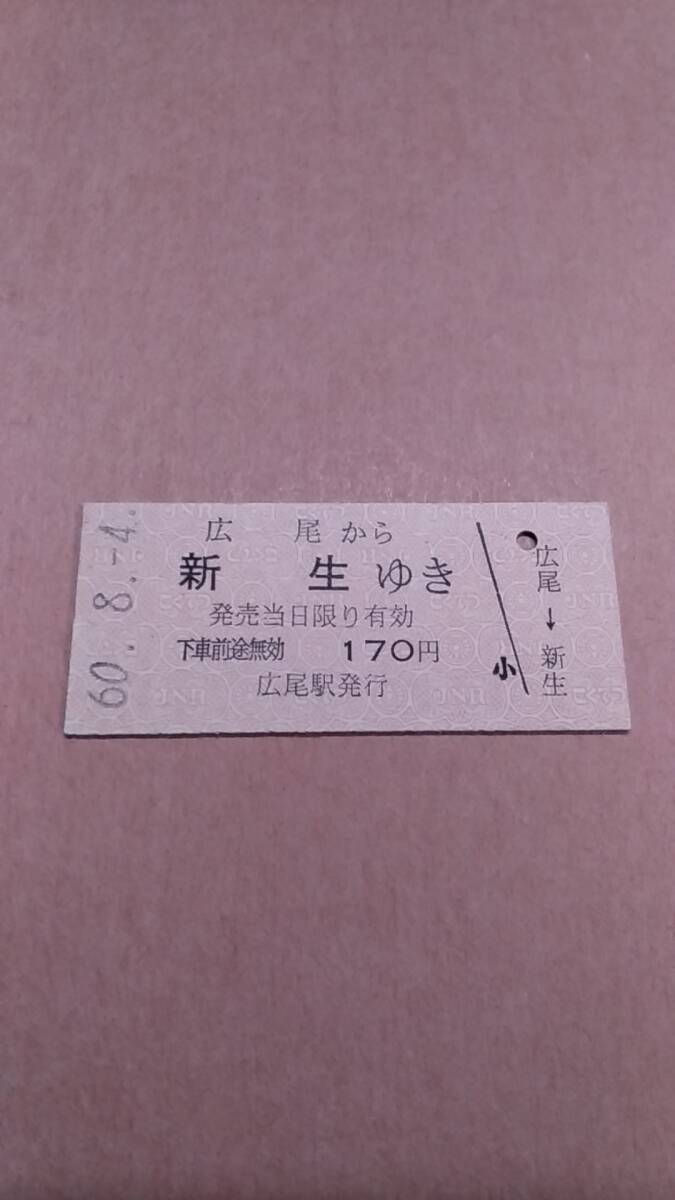 60.-8.-4.
広尾から
新生ゆき
発売当日限り有効
下車前途無効 170円
広尾駅発行
小
広尾→新生